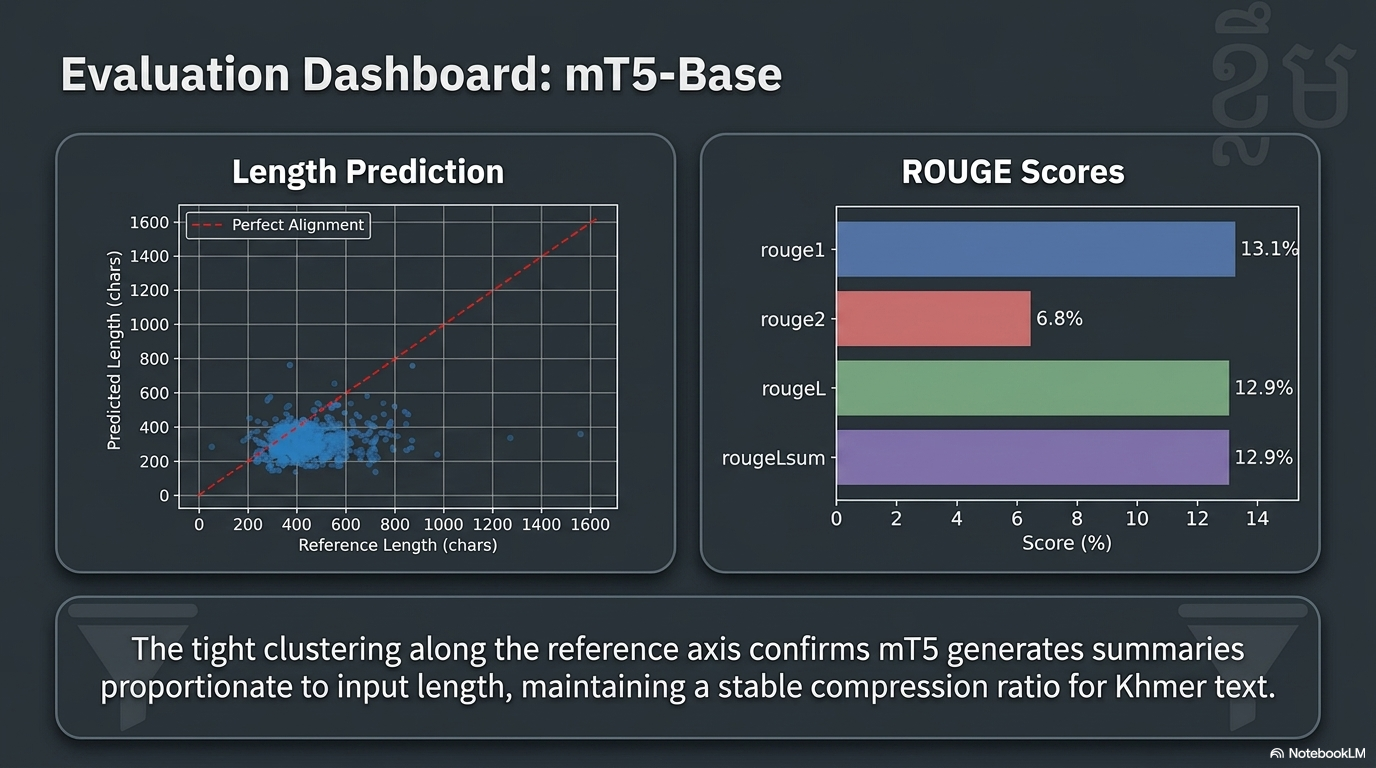 Evaluation Dashboard: mT5-Base
Length Prediction
Perfect Alignment
Predicted Length (chars)
1600
1400
1200
1000
800
600
400
200
0
0 200 400 600 800 1000 1200 1400 1600
Reference Length (chars)
ROUGE Scores
rouge1 13.1%
rouge2 6.8%
rougeL 12.9%
rougeLsum 12.9%
0 2 4 6 8 10 12 14
Score (%)
The tight clustering along the reference axis confirms mT5 generates summaries
proportionate to input length, maintaining a stable compression ratio for Khmer text.
NotebookLM